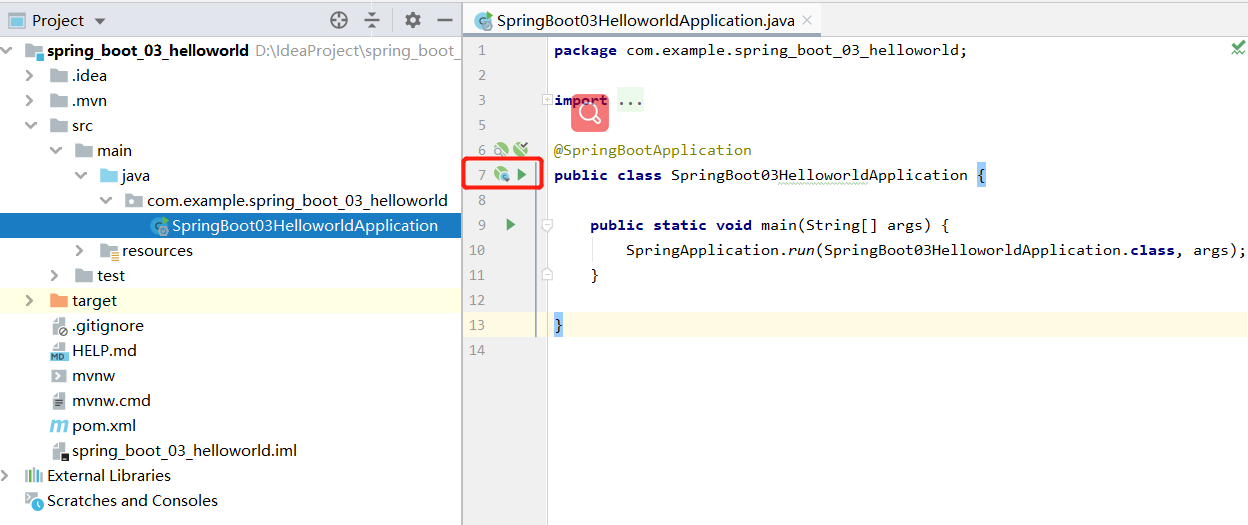 Project
spring_boot_03_helloworld D:\IdeaProject\spring_boot_
.idea
.mvn
src
main
java
com.example.spring_boot_03_helloworld
SpringBoot03HelloworldApplication
resources
test
target
.gitignore
HELP.md
mvnw
mvnw.cmd
pom.xml
spring_boot_03_helloworld.iml
External Libraries
Scratches and Consoles
SpringBoot03HelloworldApplication.java
1 package com.example.spring_boot_03_helloworld;
2
3 import ...
5
6 @SpringBootApplication
7 public class SpringBoot03HelloworldApplication {
8
9 public static void main(String[] args) {
10 SpringApplication.run(SpringBoot03HelloworldApplication.class, args);
11 }
12
13 }
14